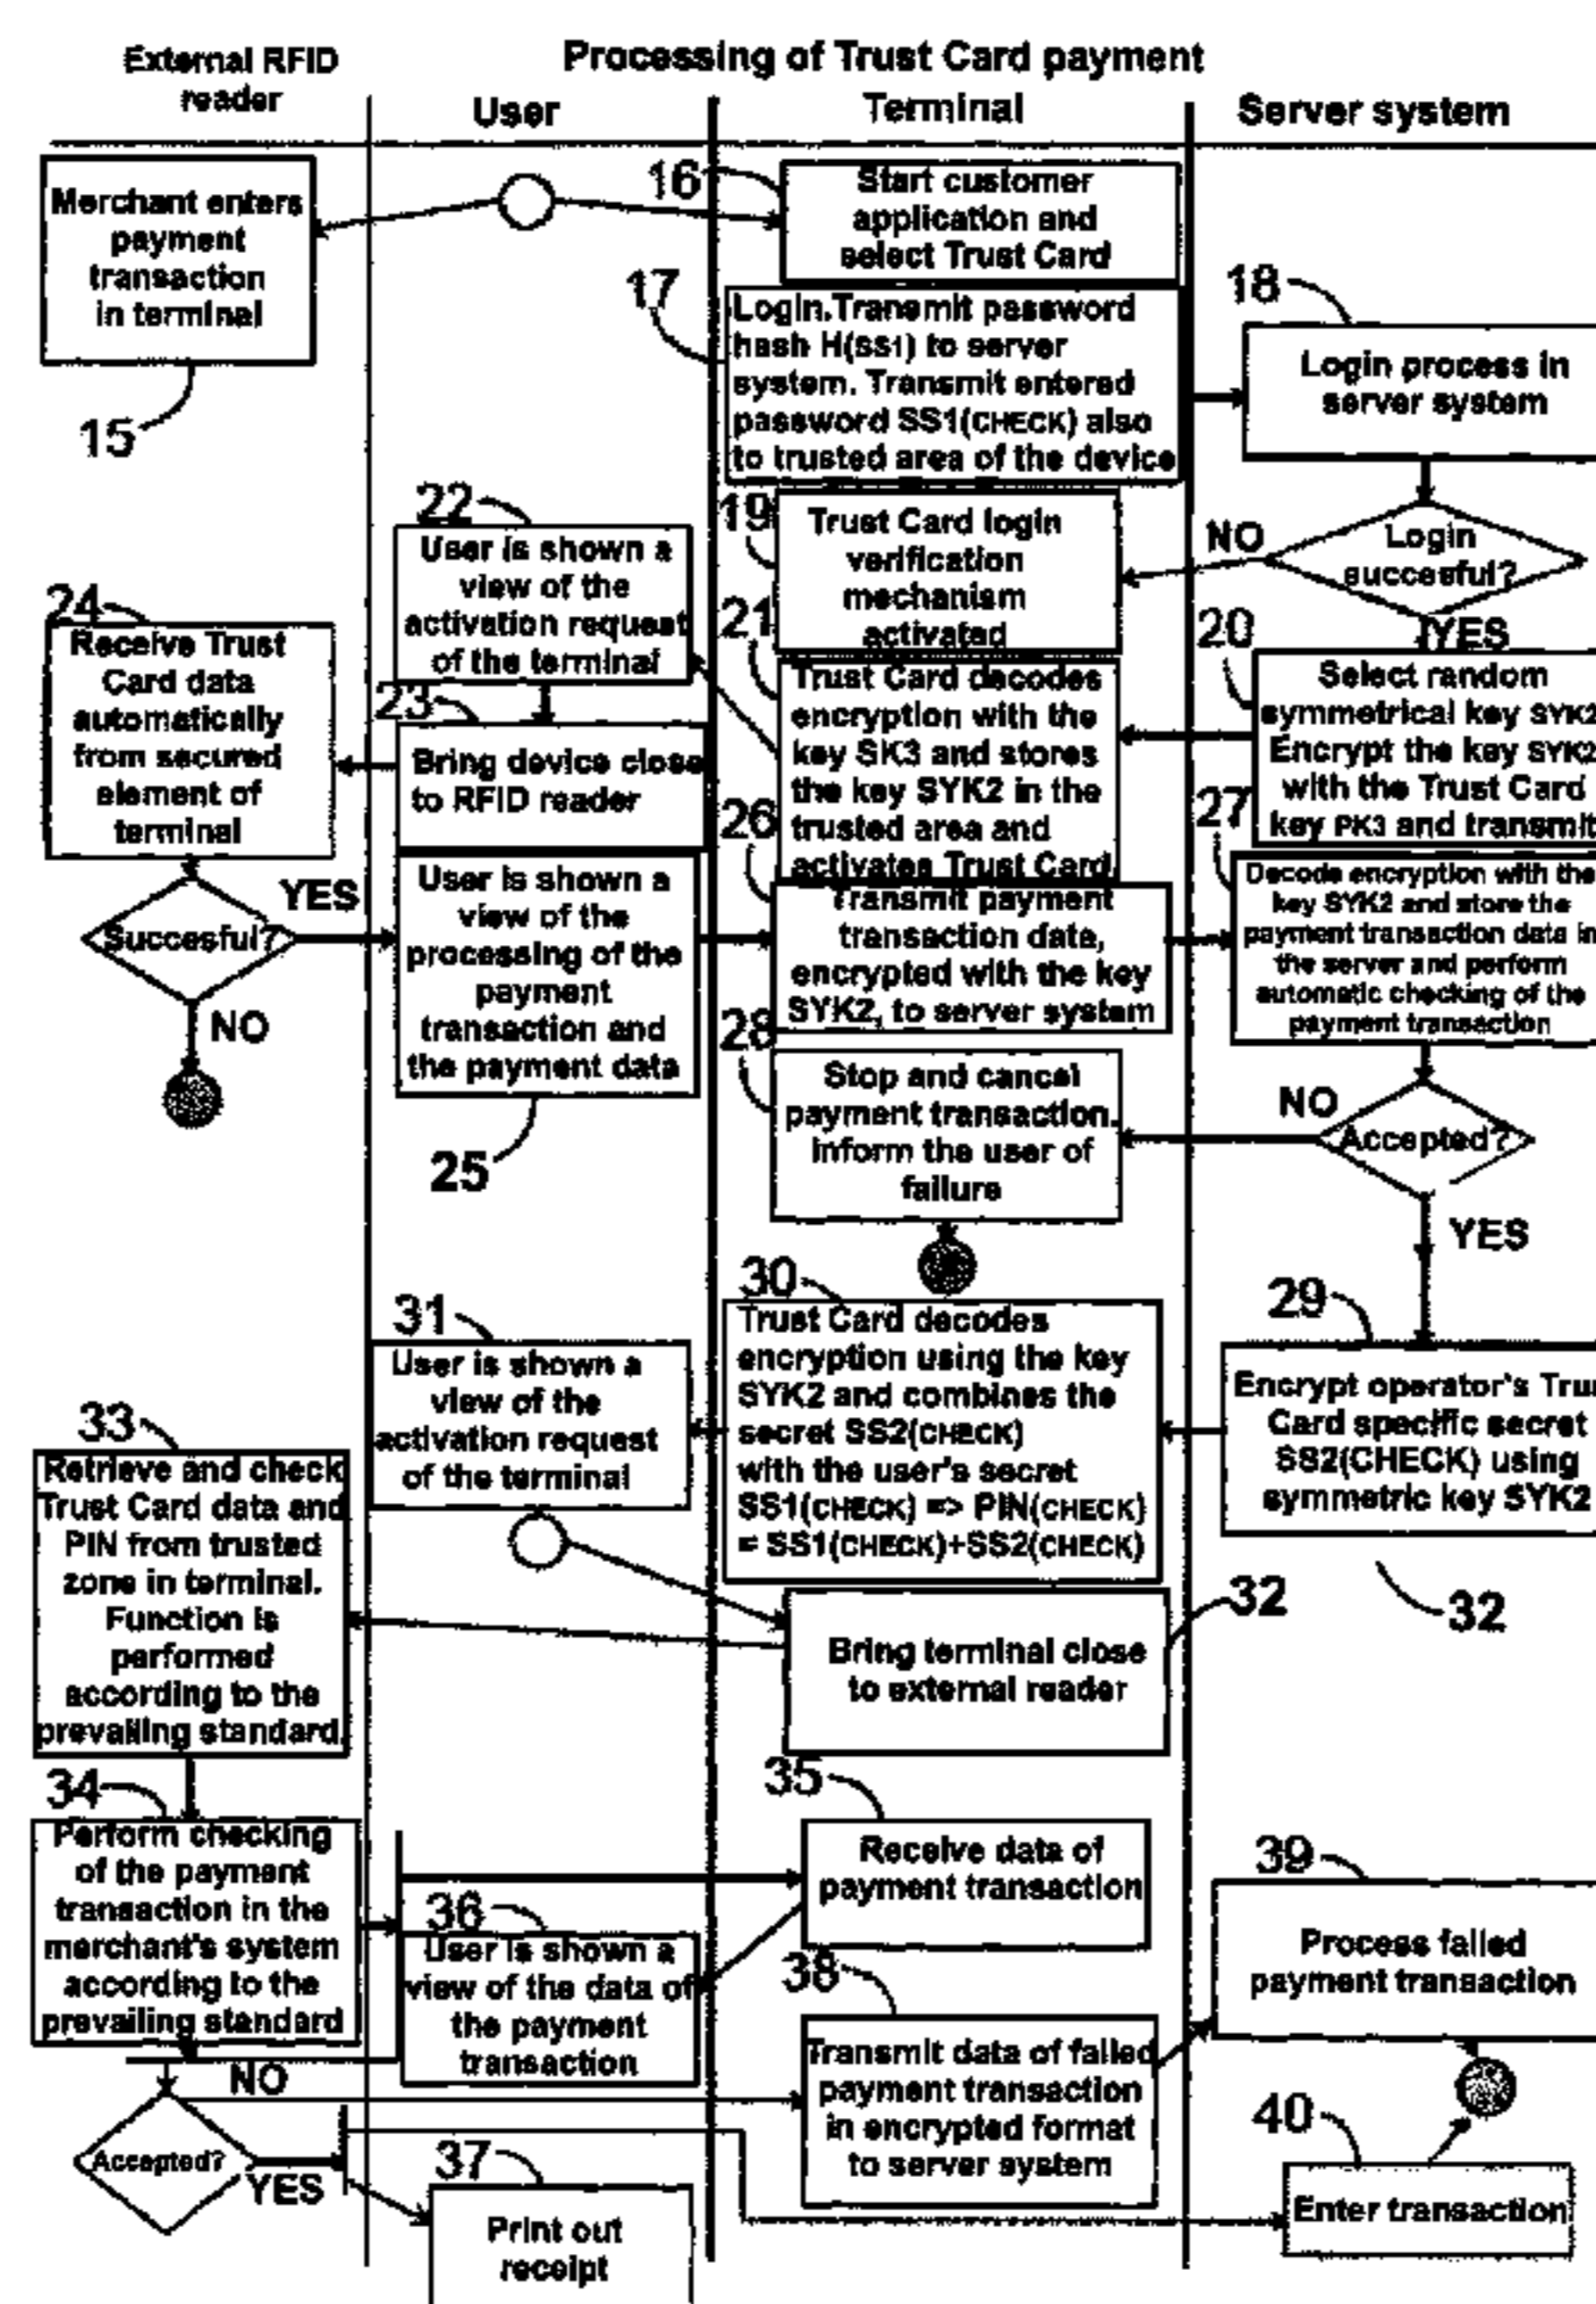 Processing of Trust Card payment
External RFID
reader
User
Terminal
Server system
Merchant enters
payment
transaction
in terminal
15
16
Start customer
application and
select Trust Card
17
Login.Transmit password
hash H(SS1) to server
system. Transmit entered
password SS1(CHECK) also
to trusted area of the device
18
Login process in
server system
Login
succesful?
NO
YES
19
Trust Card login
verification
mechanism
activated
20
Select random
symmetrical key SYK2
Encrypt the key SYK2
with the Trust Card
key PK3 and transmit
21
Trust Card decodes
encryption with the
key SK3 and stores
the key SYK2 in the
trusted area and
activates Trust Card
22
User is shown a
view of the
activation request
of the terminal
23
Bring device close
to RFID reader
24
Receive Trust
Card data
automatically
from secured
element of
terminal
Succesful?
YES
NO
User is shown a
view of the
processing of the
payment
transaction and
the payment data
25
26
Transmit payment
transaction data,
encrypted with the key
SYK2, to server system
27
Decode encryption with the
key SYK2 and store the
payment transaction data in
the server and perform
automatic checking of the
payment transaction
28
Stop and cancel
payment transaction.
Inform the user of
failure
NO
Accepted?
YES
29
Encrypt operator's Tru
Card specific secret
SS2(CHECK) using
symmetric key SYK2
32
30
Trust Card decodes
encryption using the key
SYK2 and combines the
secret SS2(CHECK)
with the user's secret
SS1(CHECK) => PIN(CHECK)
= SS1(CHECK)+SS2(CHECK)
31
User is shown a
view of the
activation request
of the terminal
32
Bring terminal close
to external reader
33
Retrieve and check
Trust Card data and
PIN from trusted
zone in terminal.
Function is
performed
according to the
prevailing standard.
34
Perform checking
of the payment
transaction in the
merchant's system
according to the
prevailing standard
35
Receive data of
payment transaction
36
User is shown a
view of the data of
the payment
transaction
NO
Accepted?
YES
37
Print out
receipt
38
Transmit data of failed
payment transaction
in encrypted format
to server system
39
Process failed
payment transaction
40
Enter transaction